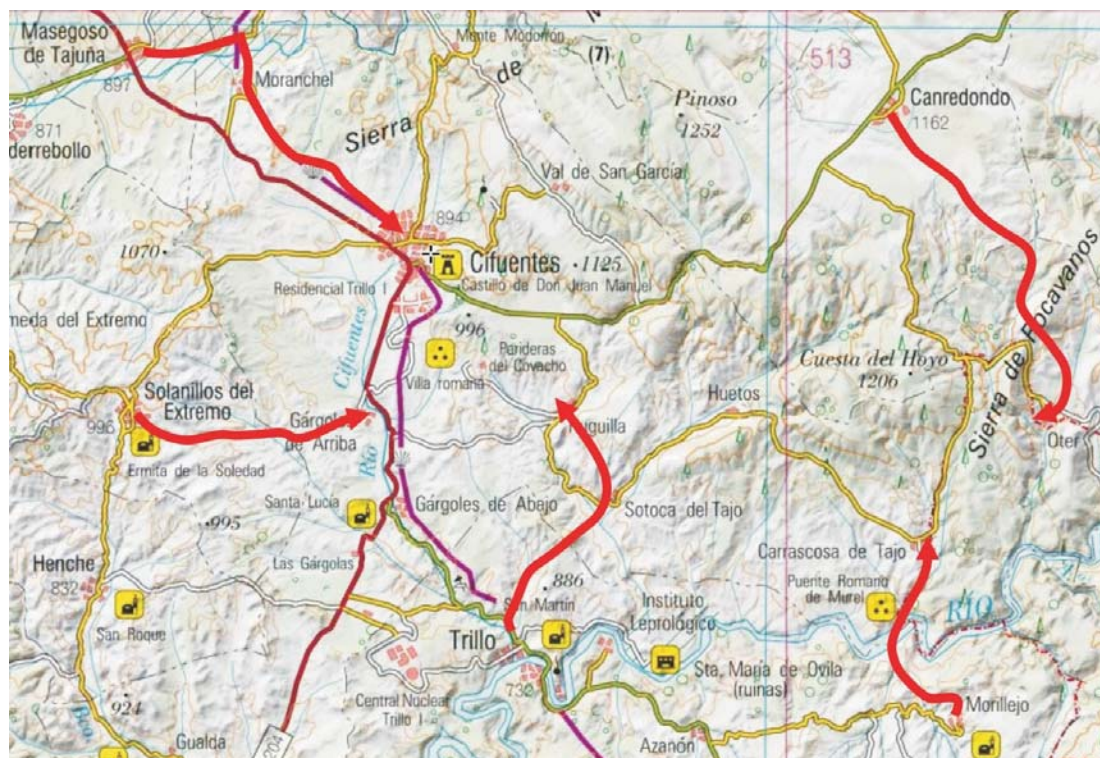 Masegoso
de Tajuña
897
Moranchel
Monte Modorrón
(7)
de
Sierra
513
Pinoso
1252
Canredondo
1162
871
derrebollo
Val de San García
894
1070
Cifuentes
1125
Castillo de Don Juan Manuel
Residencial Trillo I
meda del Extremo
Cifuentes
996
Villa romana
Parideras
del Covacho
Cuesta del Hoyo
1206
Sierra de Focavanos
Solanillos del
Extremo
996
Ermita de la Soledad
de Arriba
Río
Huetos
Oter
Santa Lucía
Gárgoles de Abajo
Sotoca del Tajo
995
Las Gárgolas
Carrascosa de Tajo
Henche
832
San Roque
886
San Martín
Instituto
Leprológico
Puente Romano
de Murel
RÍO
Trillo
732
Sta. María de Ovila
(ruinas)
Central Nuclear
Trillo I
924
Morillejo
Gualda
204
Azañón